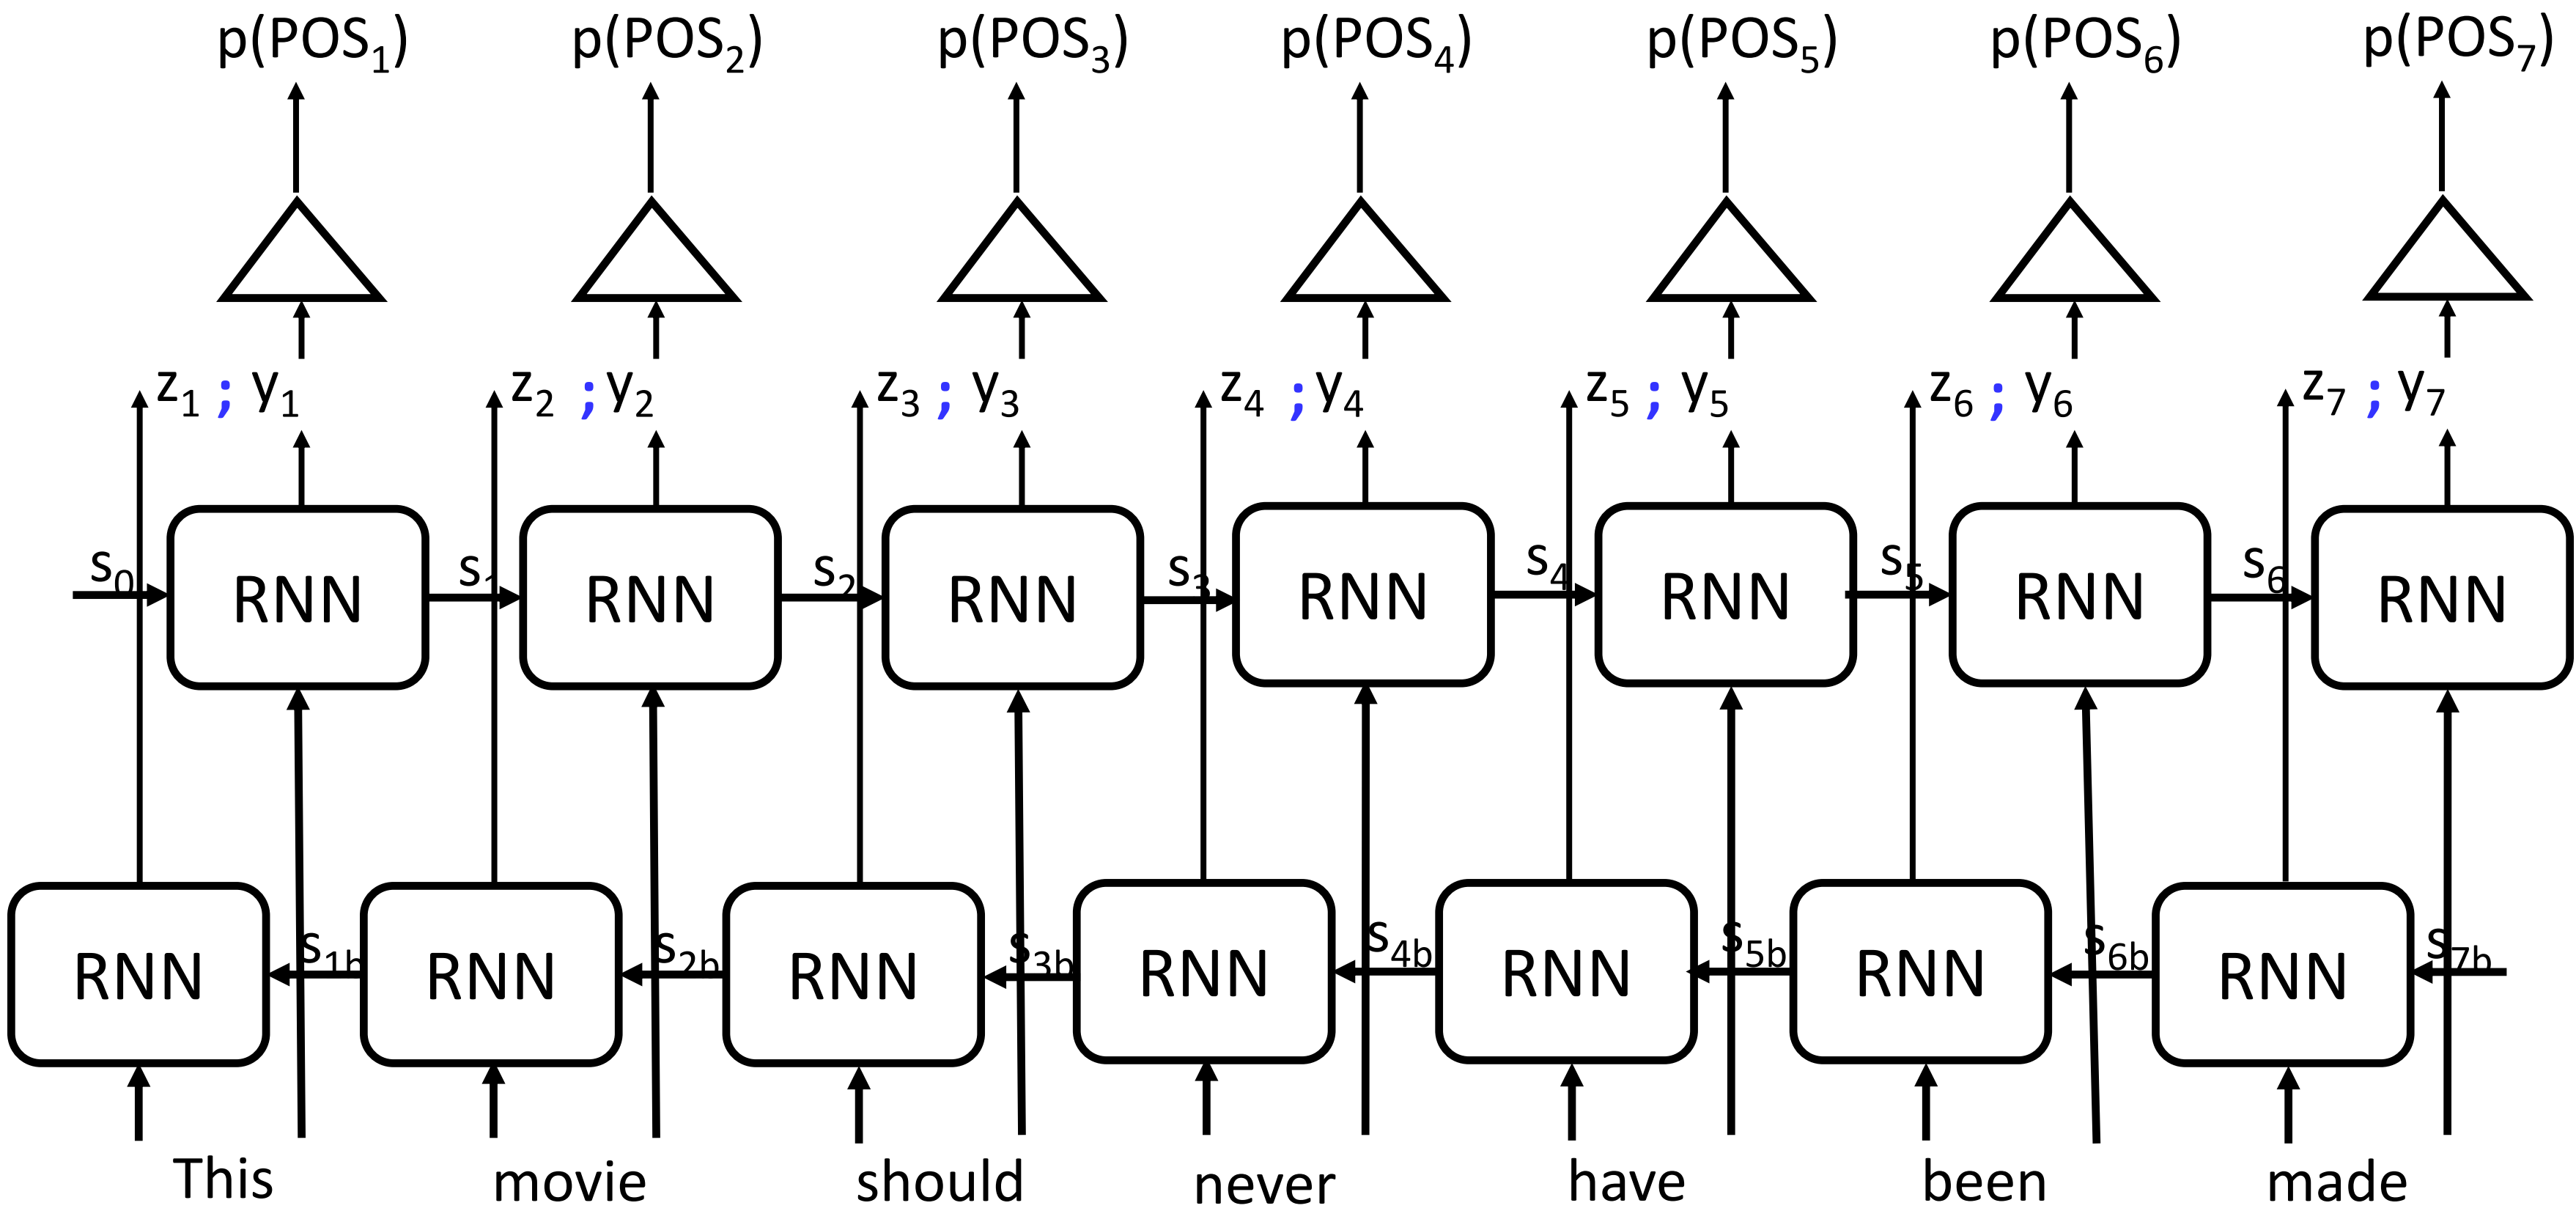 p(POS1) p(POS2) p(POS3) p(POS4) p(POS5) p(POS6) p(POS7)
z1 ; y1 z2 ; y2 z3 ; y3 z4 ; y4 z5 ; y5 z6 ; y6 z7 ; y7
s0 s1 s2 s3 s4 s5 s6
RNN RNN RNN RNN RNN RNN RNN
s1b s2b s3b s4b s5b s6b s7b
RNN RNN RNN RNN RNN RNN RNN
This movie should never have been made